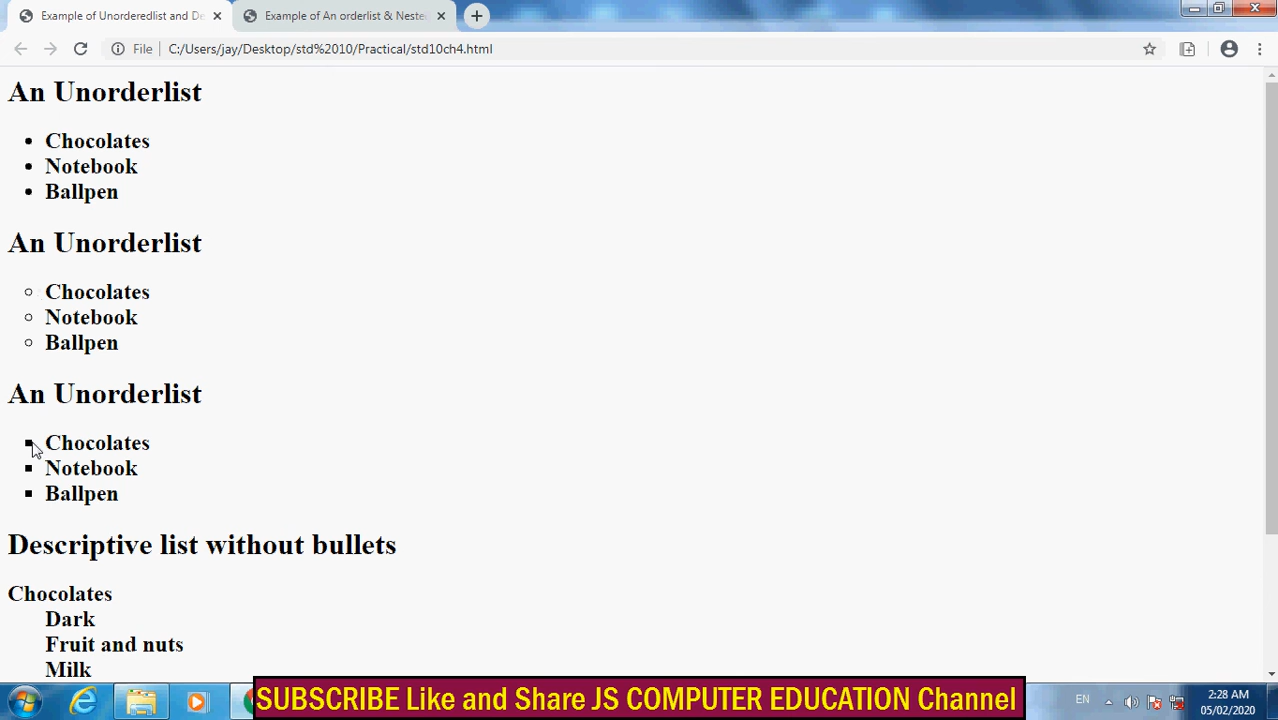 Example of Unorderedlist and De
Example of An orderlist & Neste
File C:/Users/jay/Desktop/std%2010/Practical/std10ch4.html
An Unorderlist
• Chocolates
• Notebook
• Ballpen
An Unorderlist
○ Chocolates
○ Notebook
○ Ballpen
An Unorderlist
■ Chocolates
■ Notebook
■ Ballpen
Descriptive list without bullets
Chocolates
Dark
Fruit and nuts
Milk
SUBSCRIBE Like and Share JS COMPUTER EDUCATION Channel
EN
2:28 AM
05/02/2020